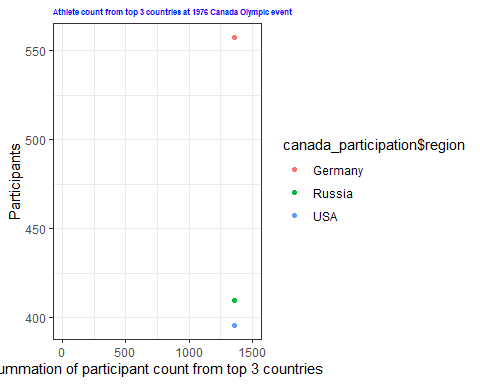 Athlete count from top 3 countries at 1976 Canada Olympic event
550
500
450
400
Participants
0 500 1000 1500
ummation of participant count from top 3 countries
canada_participation$region
Germany
Russia
USA